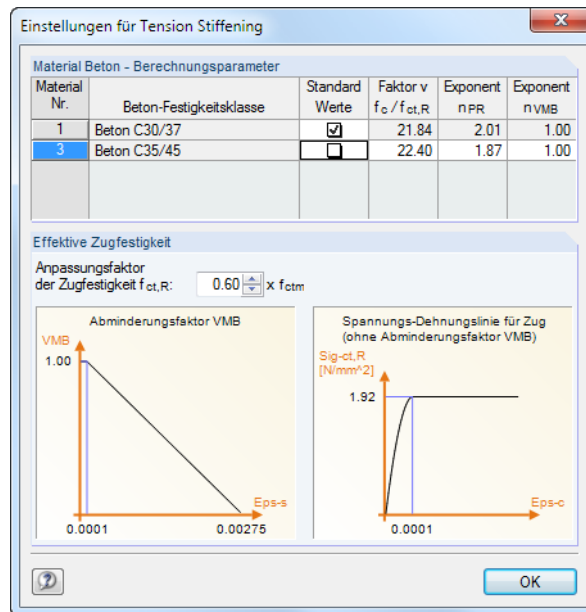 Einstellungen für Tension Stiffening
Material Beton - Berechnungsparameter
Material Standard Faktor v Exponent Exponent
Nr. Beton-Festigkeitsklasse Werte fc / fct,R nPR nVMB
1 Beton C30/37 21.84 2.01 1.00
3 Beton C35/45 22.40 1.87 1.00
Effektive Zugfestigkeit
Anpassungsfaktor
der Zugfestigkeit fct,R: 0.60 x fctm
Abminderungsfaktor VMB
VMB
1.00
Eps-s
0.0001 0.00275
Spannungs-Dehnungslinie für Zug
(ohne Abminderungsfaktor VMB)
Sig-ct,R
[N/mm^2]
1.92
Eps-c
0.0001
OK